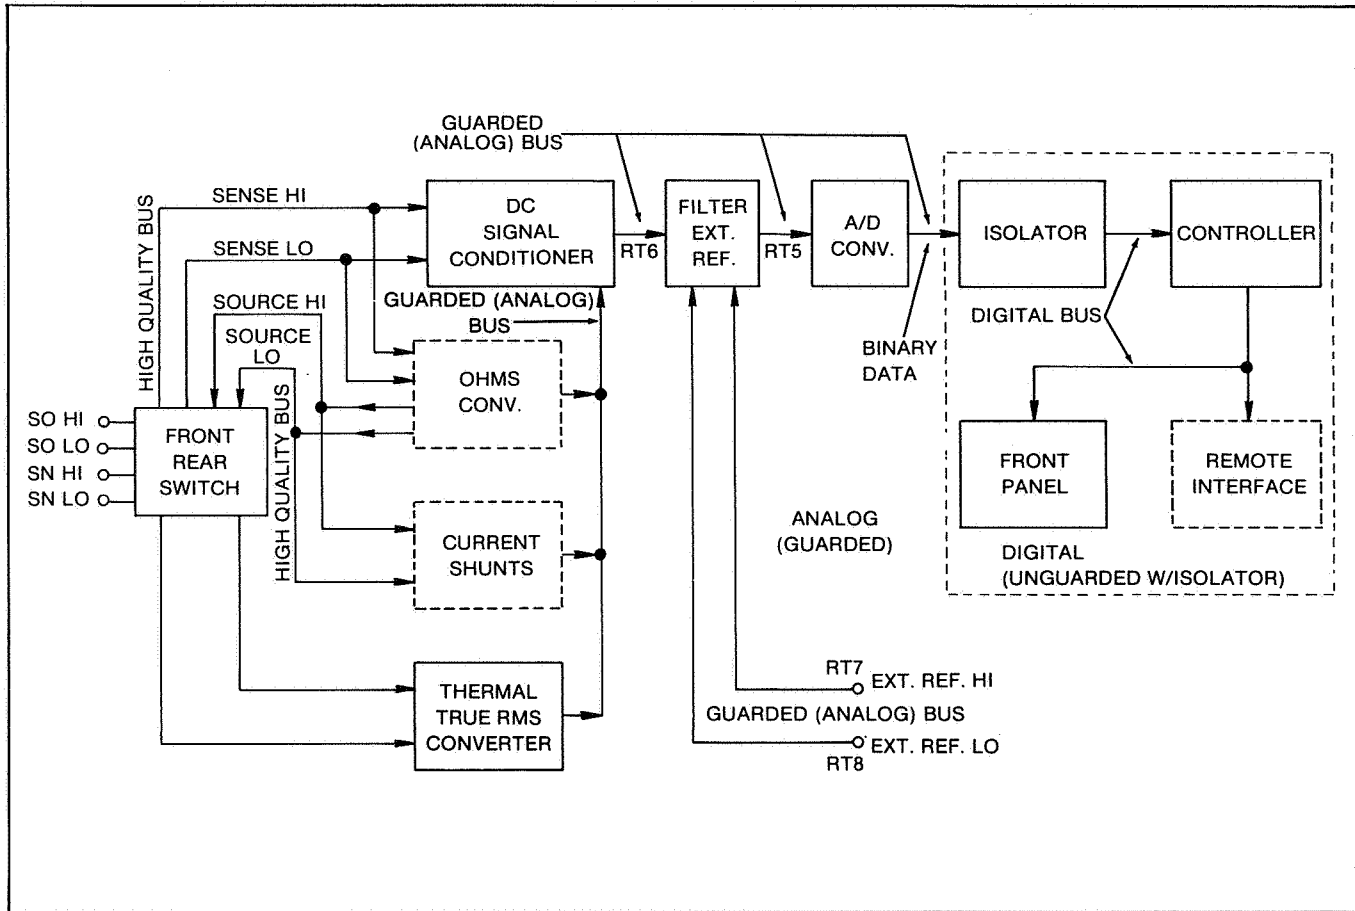 GUARDED
(ANALOG) BUS
HIGH QUALITY BUS
SENSE HI
SENSE LO
SOURCE HI
SOURCE
LO
DC
SIGNAL
CONDITIONER
RT6
FILTER
EXT.
REF.
RT5
A/D
CONV.
ISOLATOR
CONTROLLER
GUARDED (ANALOG)
BUS
DIGITAL BUS
BINARY
DATA
OHMS
CONV.
HIGH QUALITY BUS
SO HI
SO LO
SN HI
SN LO
FRONT
REAR
SWITCH
FRONT
PANEL
REMOTE
INTERFACE
CURRENT
SHUNTS
ANALOG
(GUARDED)
DIGITAL
(UNGUARDED W/ISOLATOR)
THERMAL
TRUE RMS
CONVERTER
RT7
EXT. REF. HI
GUARDED (ANALOG) BUS
EXT. REF. LO
RT8